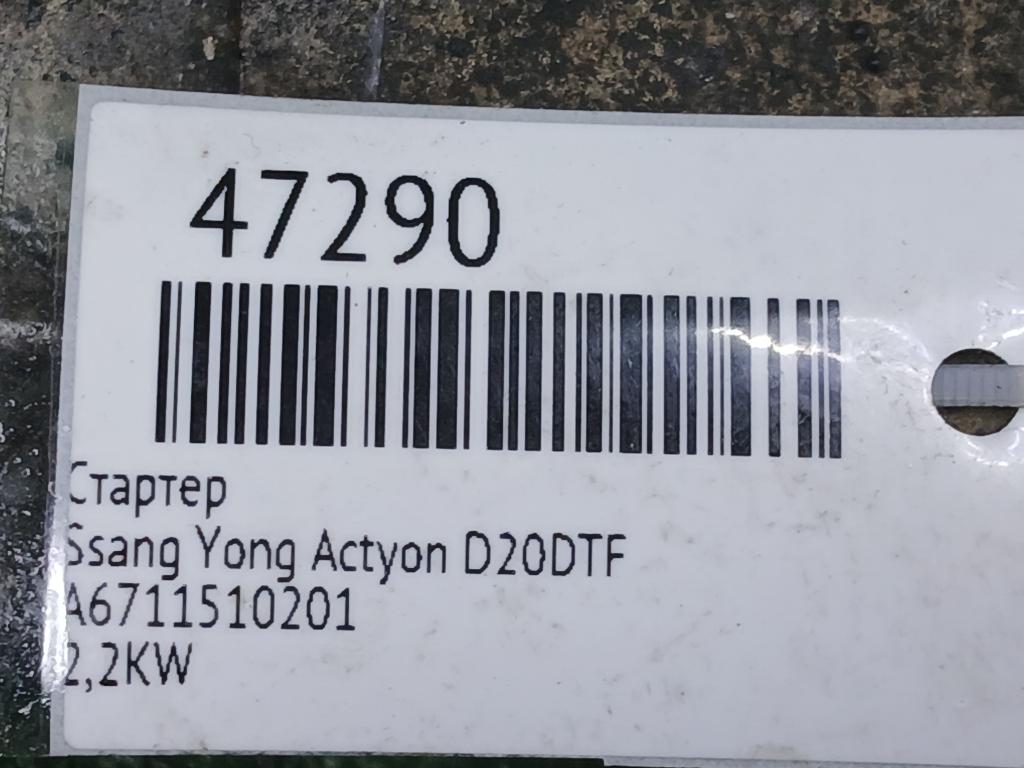 47290
Стартер
Ssang Yong Actyon D20DTF
A6711510201
2,2KW